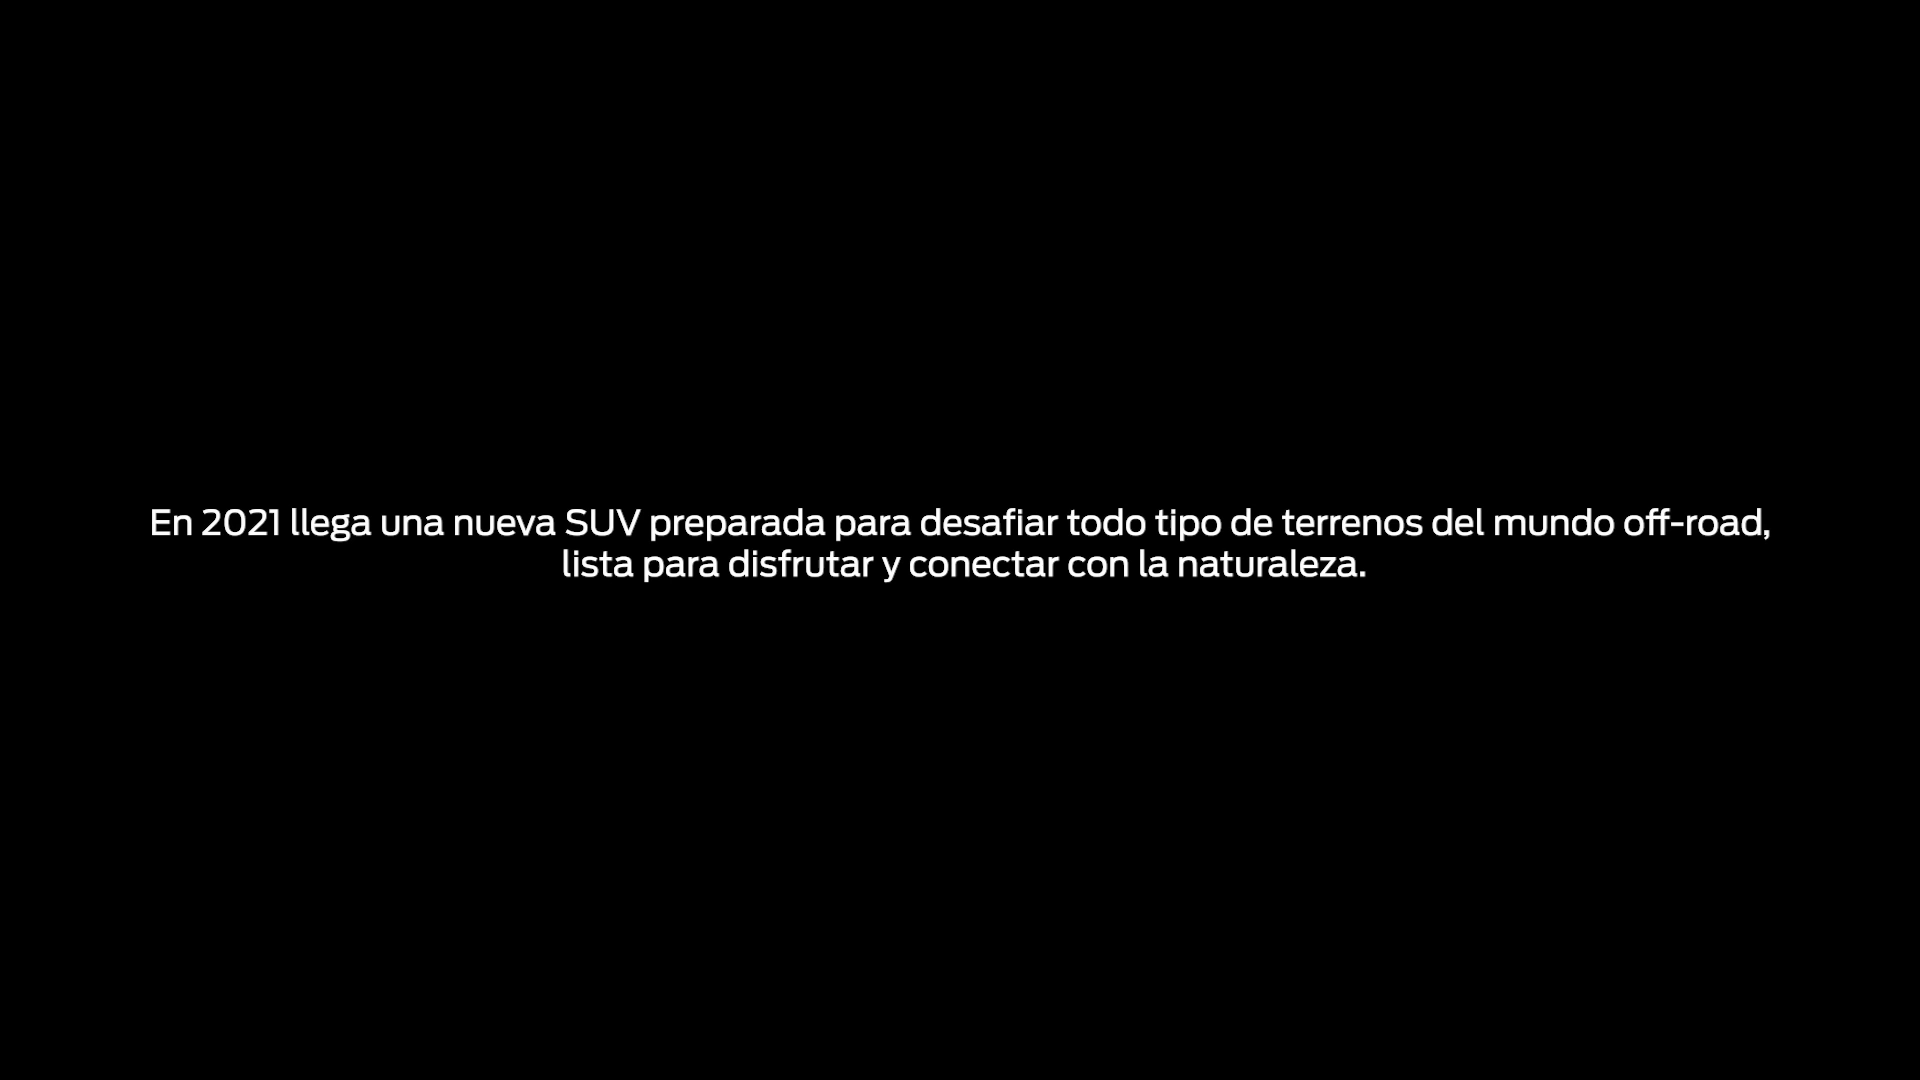 En 2021 llega una nueva SUV preparada para desafiar todo tipo de terrenos del mundo off-road,
lista para disfrutar y conectar con la naturaleza.